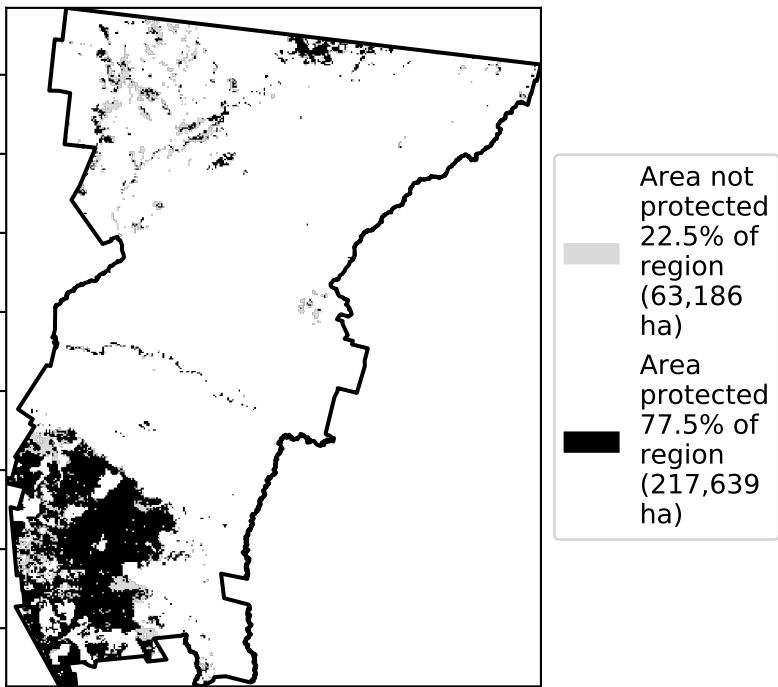 Area not
protected
22.5% of
region
(63,186
ha)
Area
protected
77.5% of
region
(217,639
ha)